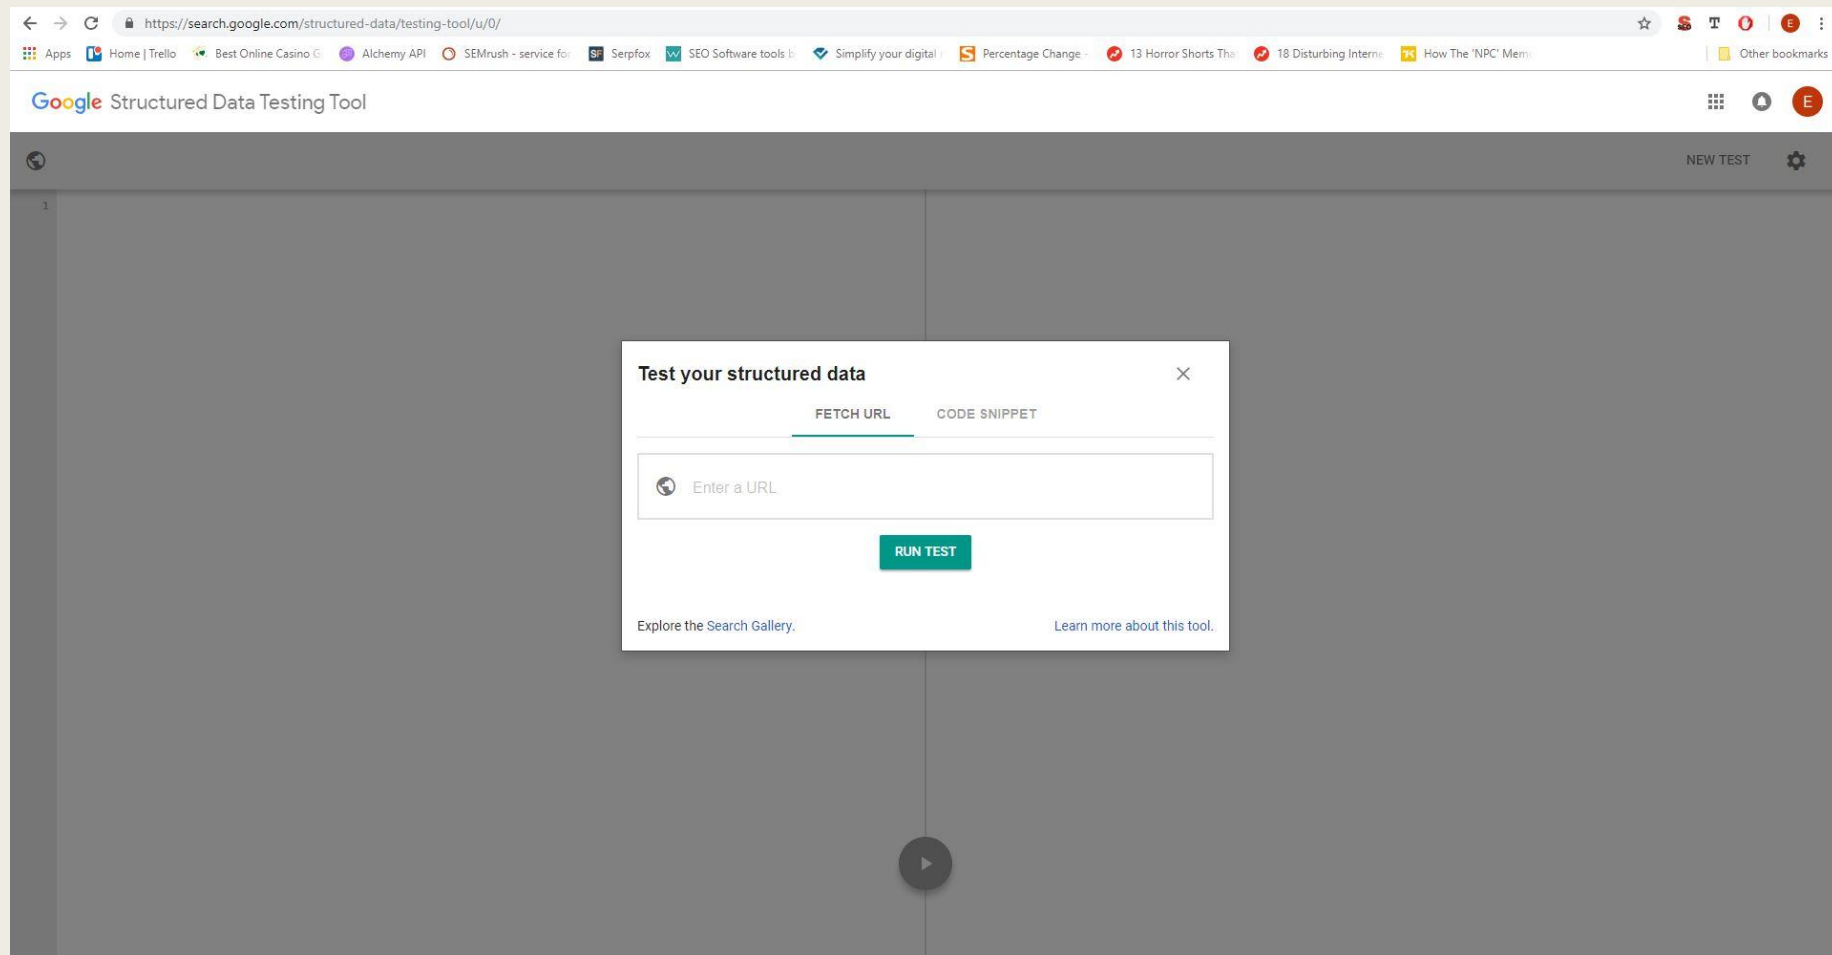 https://search.google.com/structured-data/testing-tool/u/0/
Apps Home | Trello Best Online Casino G Alchemy API SEMrush - service for SF Serpfox SEO Software tools b Simplify your digital Percentage Change - 13 Horror Shorts Tha 18 Disturbing Interne How The 'NPC' Mem Other bookmarks
Google Structured Data Testing Tool E
NEW TEST
1
Test your structured data
FETCH URL CODE SNIPPET
Enter a URL
RUN TEST
Explore the Search Gallery. Learn more about this tool.